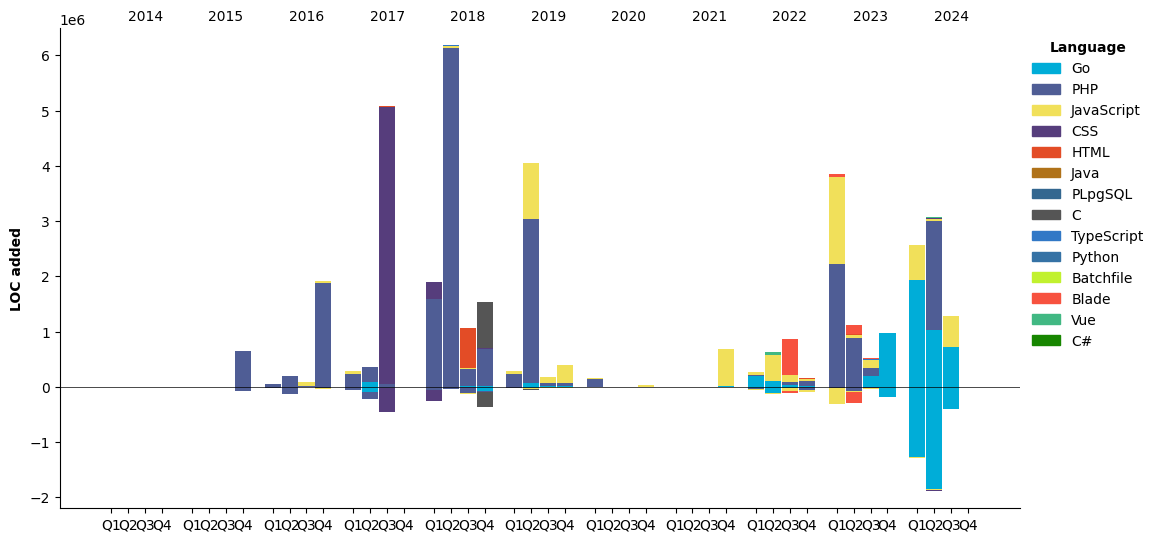 1e6
2014 2015 2016 2017 2018 2019 2020 2021 2022 2023 2024
LOC added
6
5
4
3
2
1
0
−1
−2
Q1Q2Q3Q4 Q1Q2Q3Q4 Q1Q2Q3Q4 Q1Q2Q3Q4 Q1Q2Q3Q4 Q1Q2Q3Q4 Q1Q2Q3Q4 Q1Q2Q3Q4 Q1Q2Q3Q4 Q1Q2Q3Q4 Q1Q2Q3Q4
Language
Go
PHP
JavaScript
CSS
HTML
Java
PLpgSQL
C
TypeScript
Python
Batchfile
Blade
Vue
C#